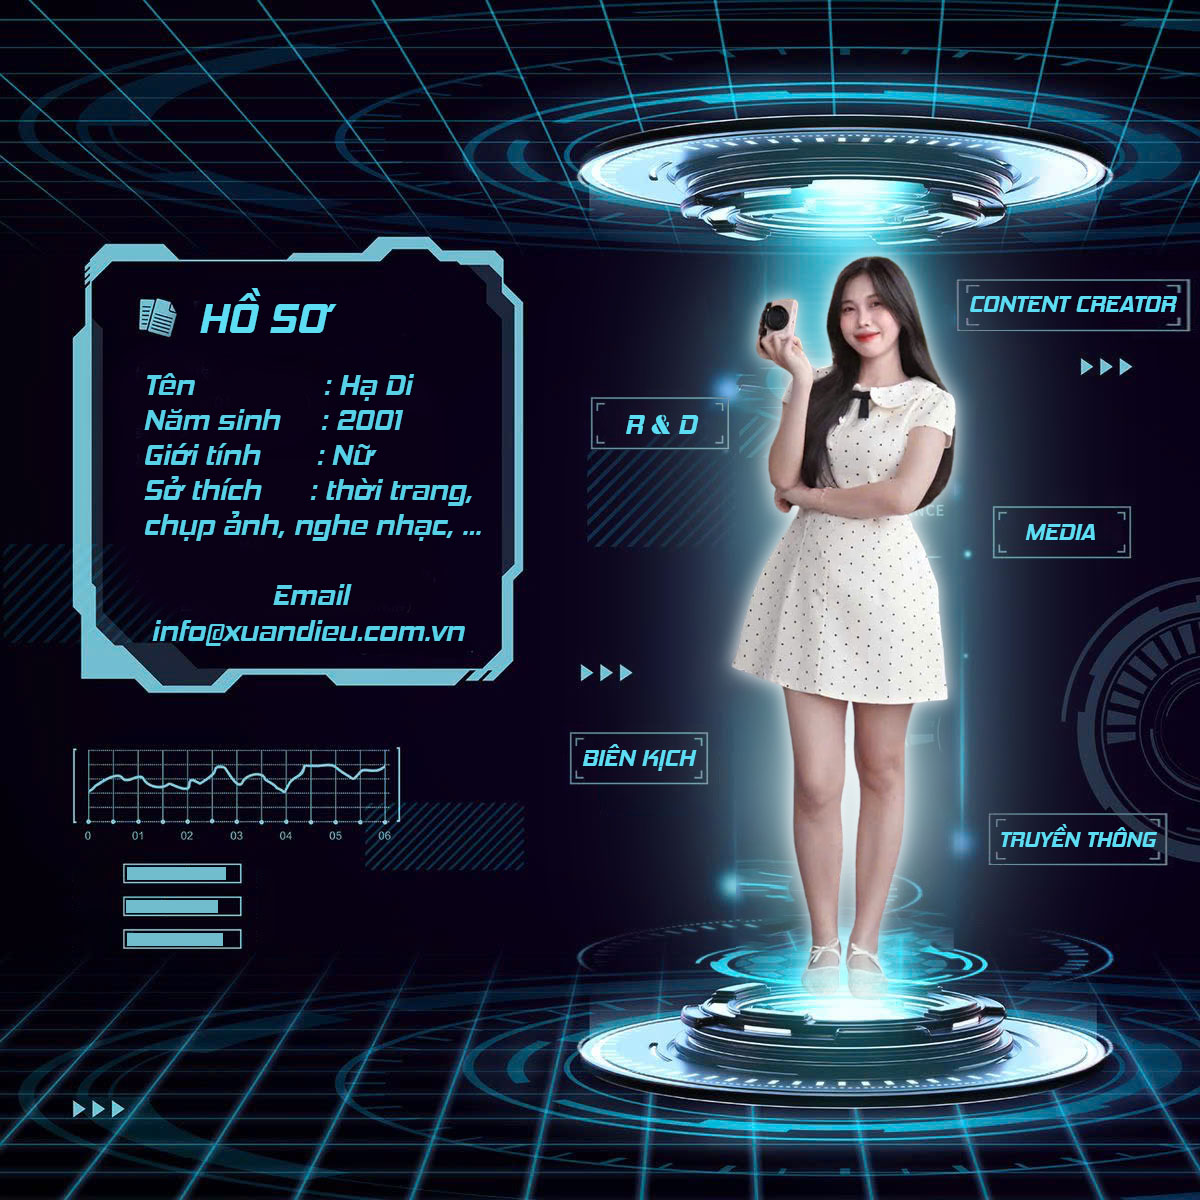 HỒ SƠ
Tên : Hạ Di
Năm sinh : 2001
Giới tính : Nữ
Sở thích : thời trang,
chụp ảnh, nghe nhạc, ...
Email
info@xuandieu.com.vn
CONTENT CREATOR
R & D
MEDIA
BIÊN KỊCH
TRUYỀN THÔNG
0 01 02 03 04 05 06